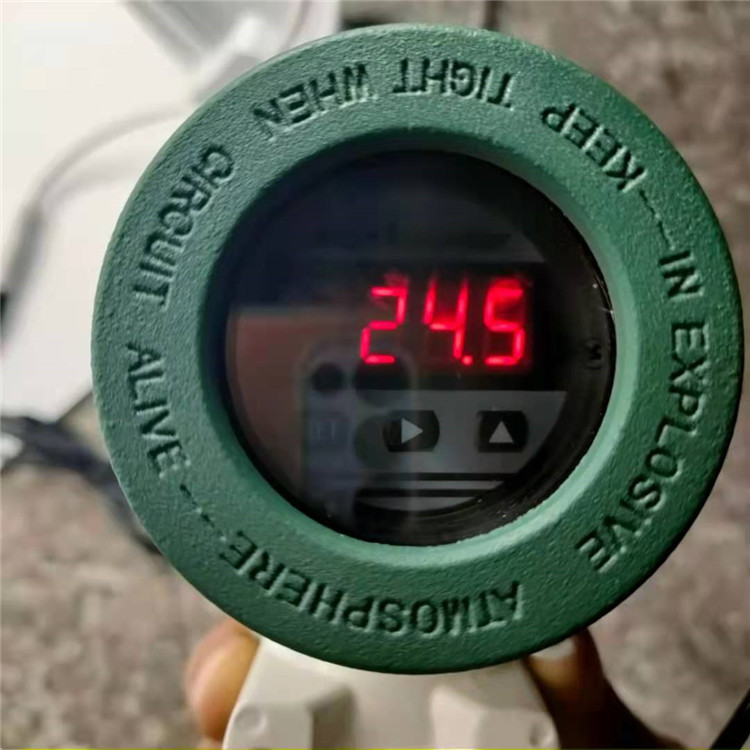 KEEP TIGHT WHEN CIRCUIT ALIVE---
IN EXPLOSIVE ATMOSPHERE---
24.5